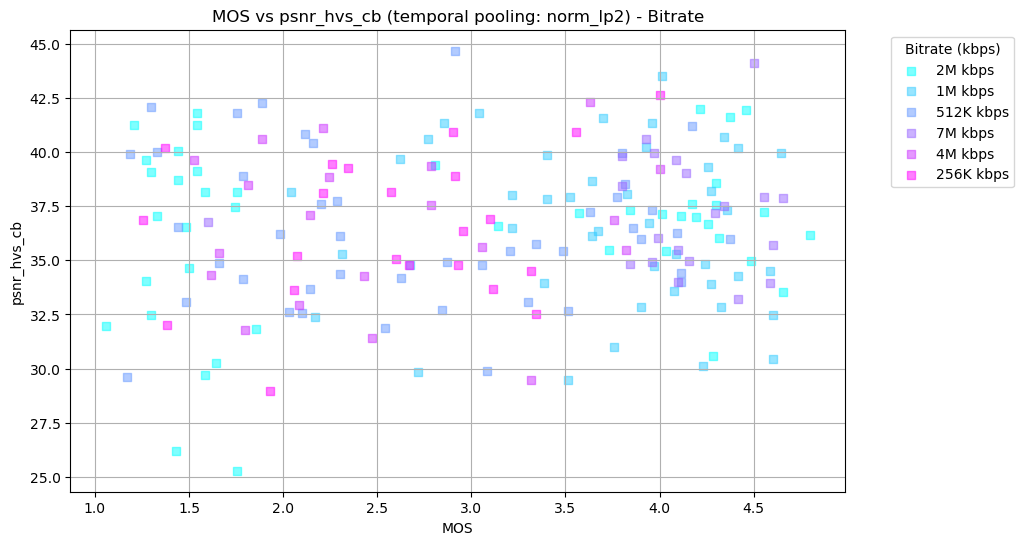 MOS vs psnr_hvs_cb (temporal pooling: norm_lp2) - Bitrate
45.0
42.5
40.0
37.5
35.0
32.5
30.0
27.5
25.0
psnr_hvs_cb
1.0 1.5 2.0 2.5 3.0 3.5 4.0 4.5
MOS
Bitrate (kbps)
2M kbps
1M kbps
512K kbps
7M kbps
4M kbps
256K kbps